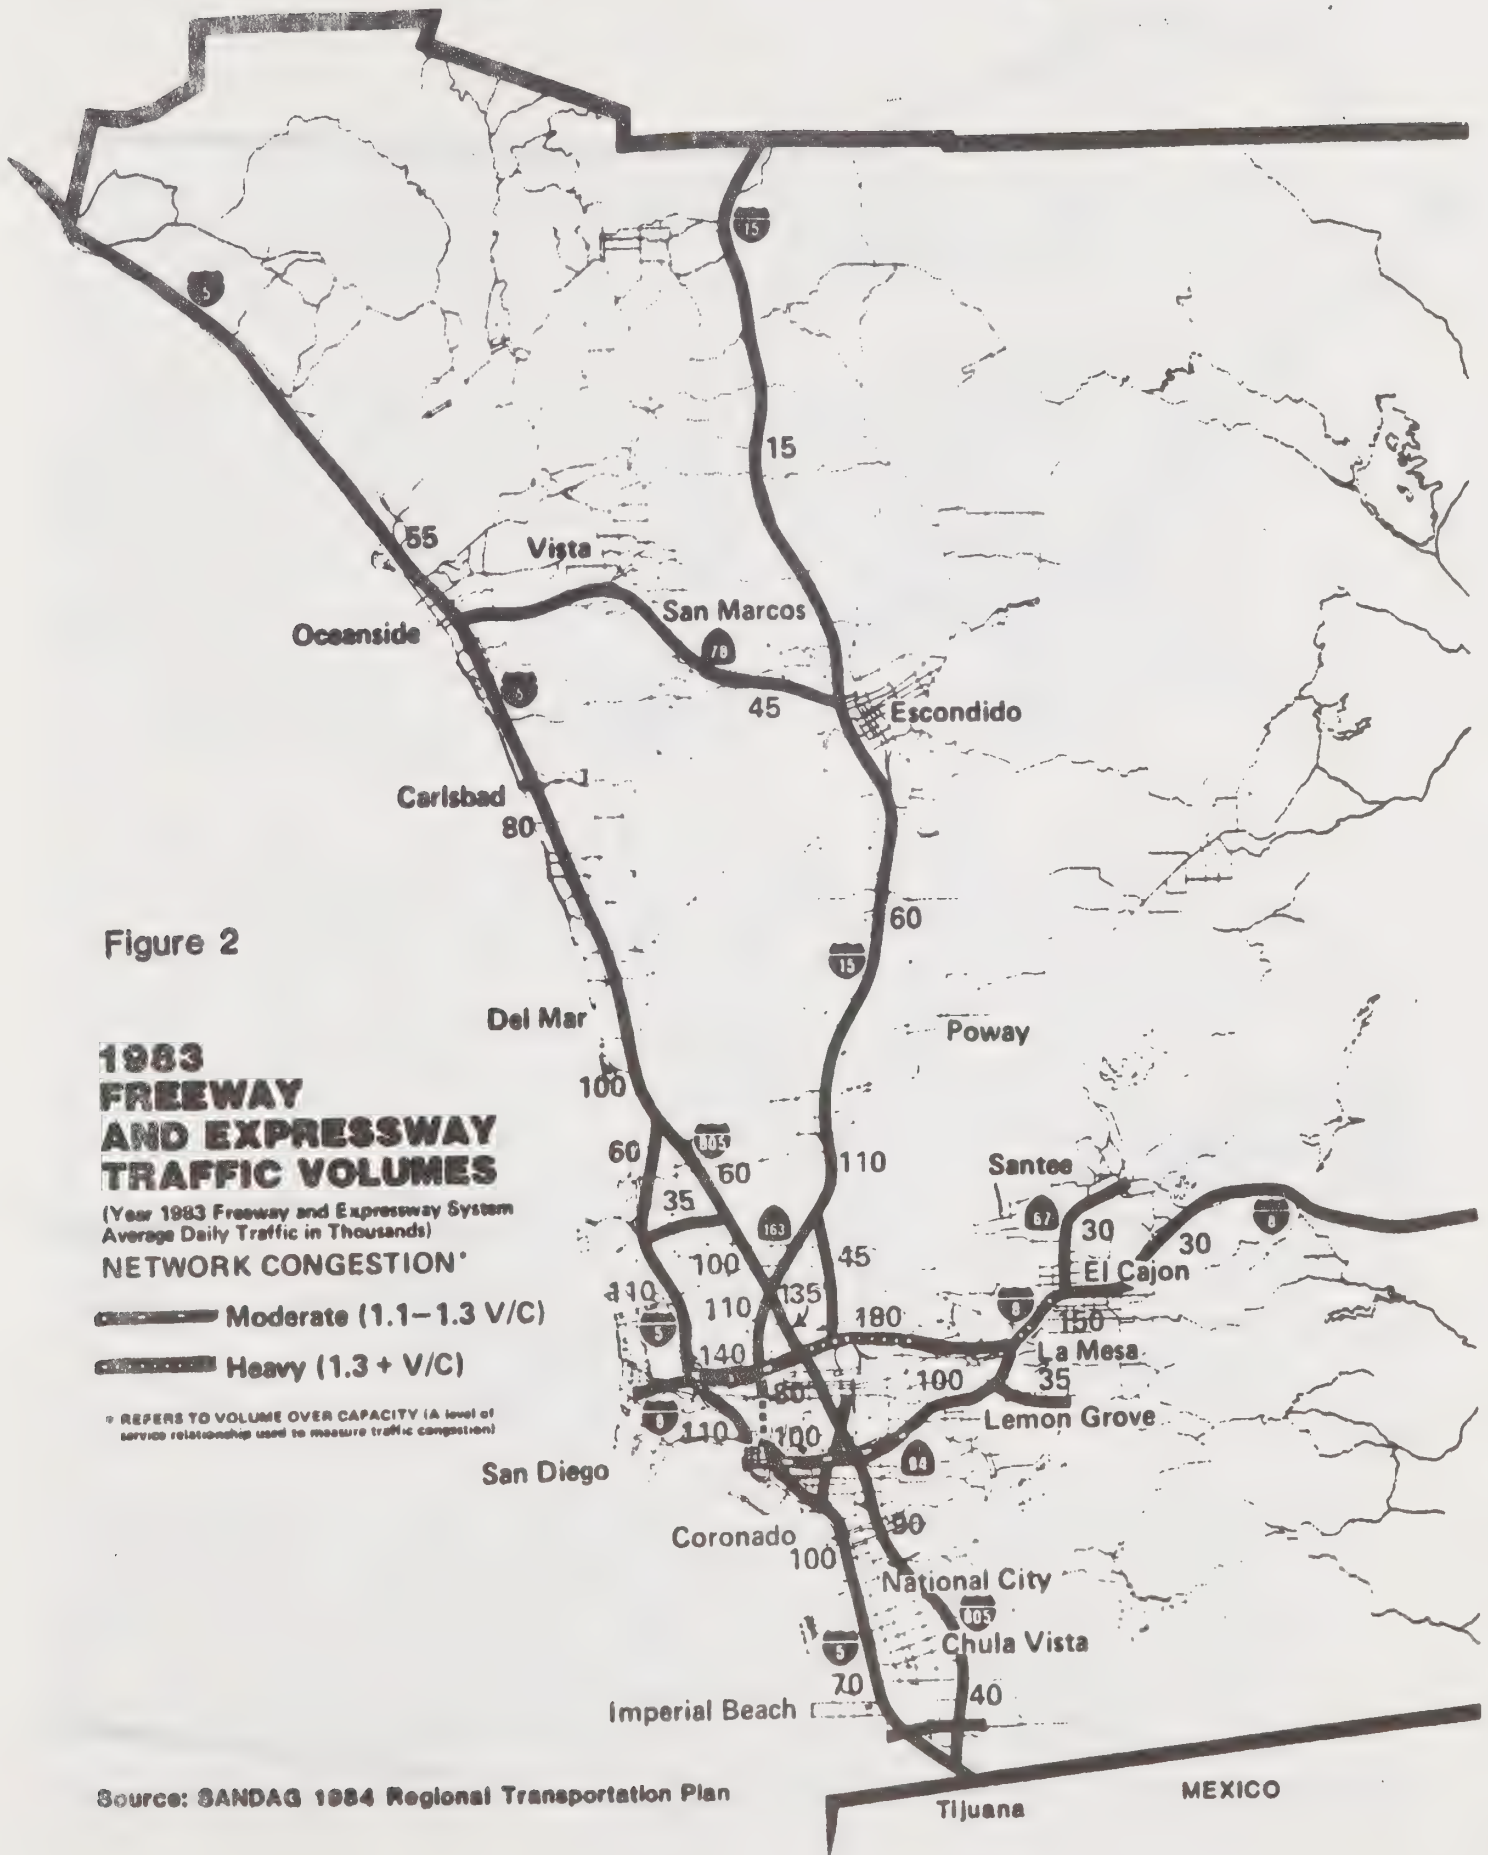 15
5
15
55
Vista
San Marcos
Oceanside
78
5
45
Escondido
Carlsbad
80
60
Figure 2
15
Del Mar
Poway
1983
FREEWAY
AND EXPRESSWAY
TRAFFIC VOLUMES
(Year 1983 Freeway and Expressway System
Average Daily Traffic in Thousands)
NETWORK CONGESTION*
Moderate (1.1–1.3 V/C)
Heavy (1.3 + V/C)
* REFERS TO VOLUME OVER CAPACITY (A level of
service relationship used to measure traffic congestion)
100
60
805
60
110
Santee
35
163
67
30
30
8
100
45
El Cajon
110
110
135
180
8
150
5
140
La Mesa
80
100
35
8
110
100
Lemon Grove
94
San Diego
Coronado
90
100
National City
805
Chula Vista
5
70
40
Imperial Beach
Source: SANDAG 1984 Regional Transportation Plan
Tijuana
MEXICO